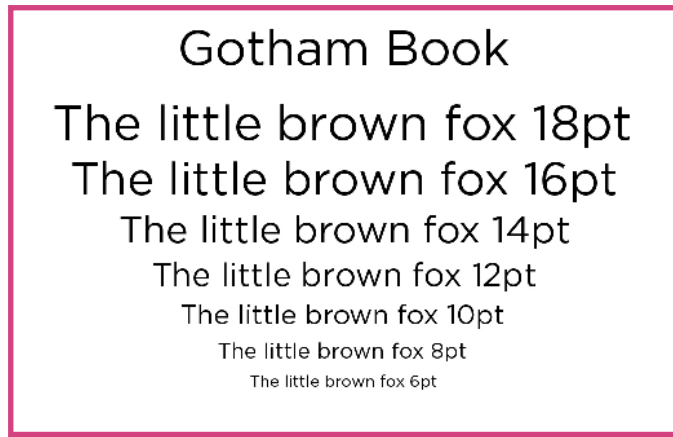 Gotham Book
The little brown fox 18pt
The little brown fox 16pt
The little brown fox 14pt
The little brown fox 12pt
The little brown fox 10pt
The little brown fox 8pt
The little brown fox 6pt